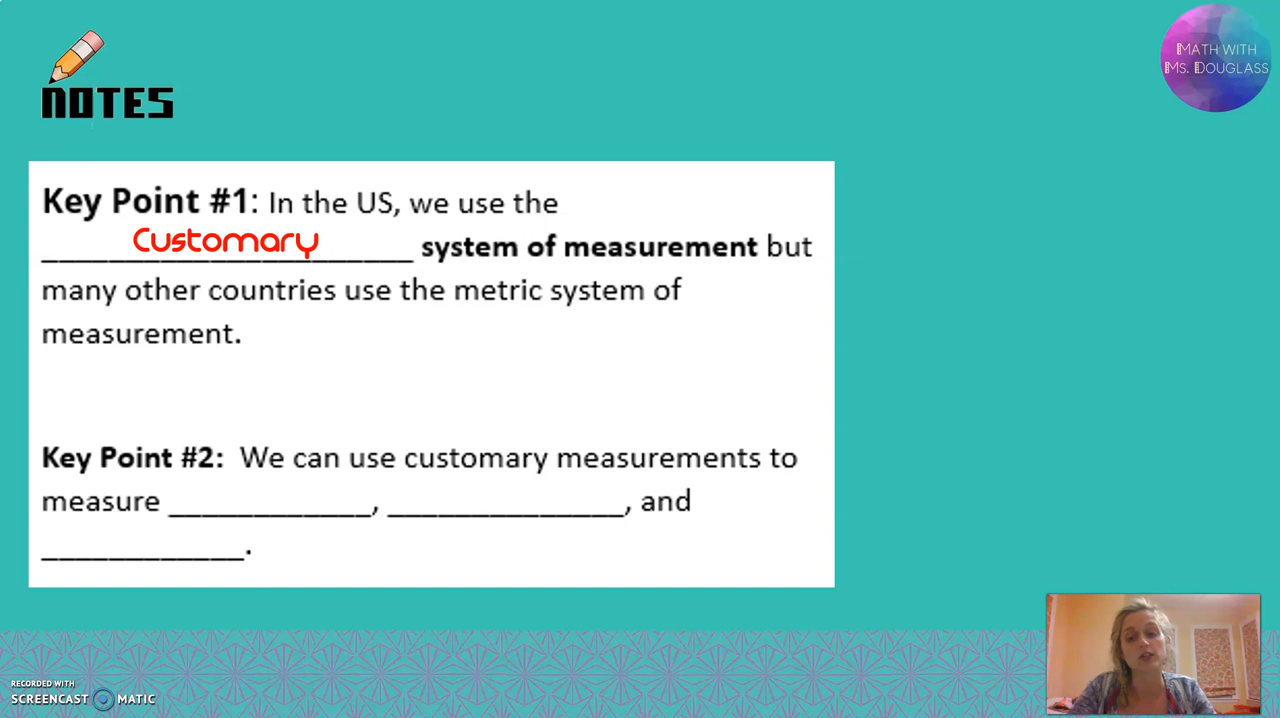 NOTES
MATH WITH
MS. DOUGLASS
Key Point #1: In the US, we use the
______Customary______ system of measurement but
many other countries use the metric system of
measurement.
Key Point #2: We can use customary measurements to
measure ____________, ______________, and
____________.
RECORDED WITH
SCREENCAST MATIC